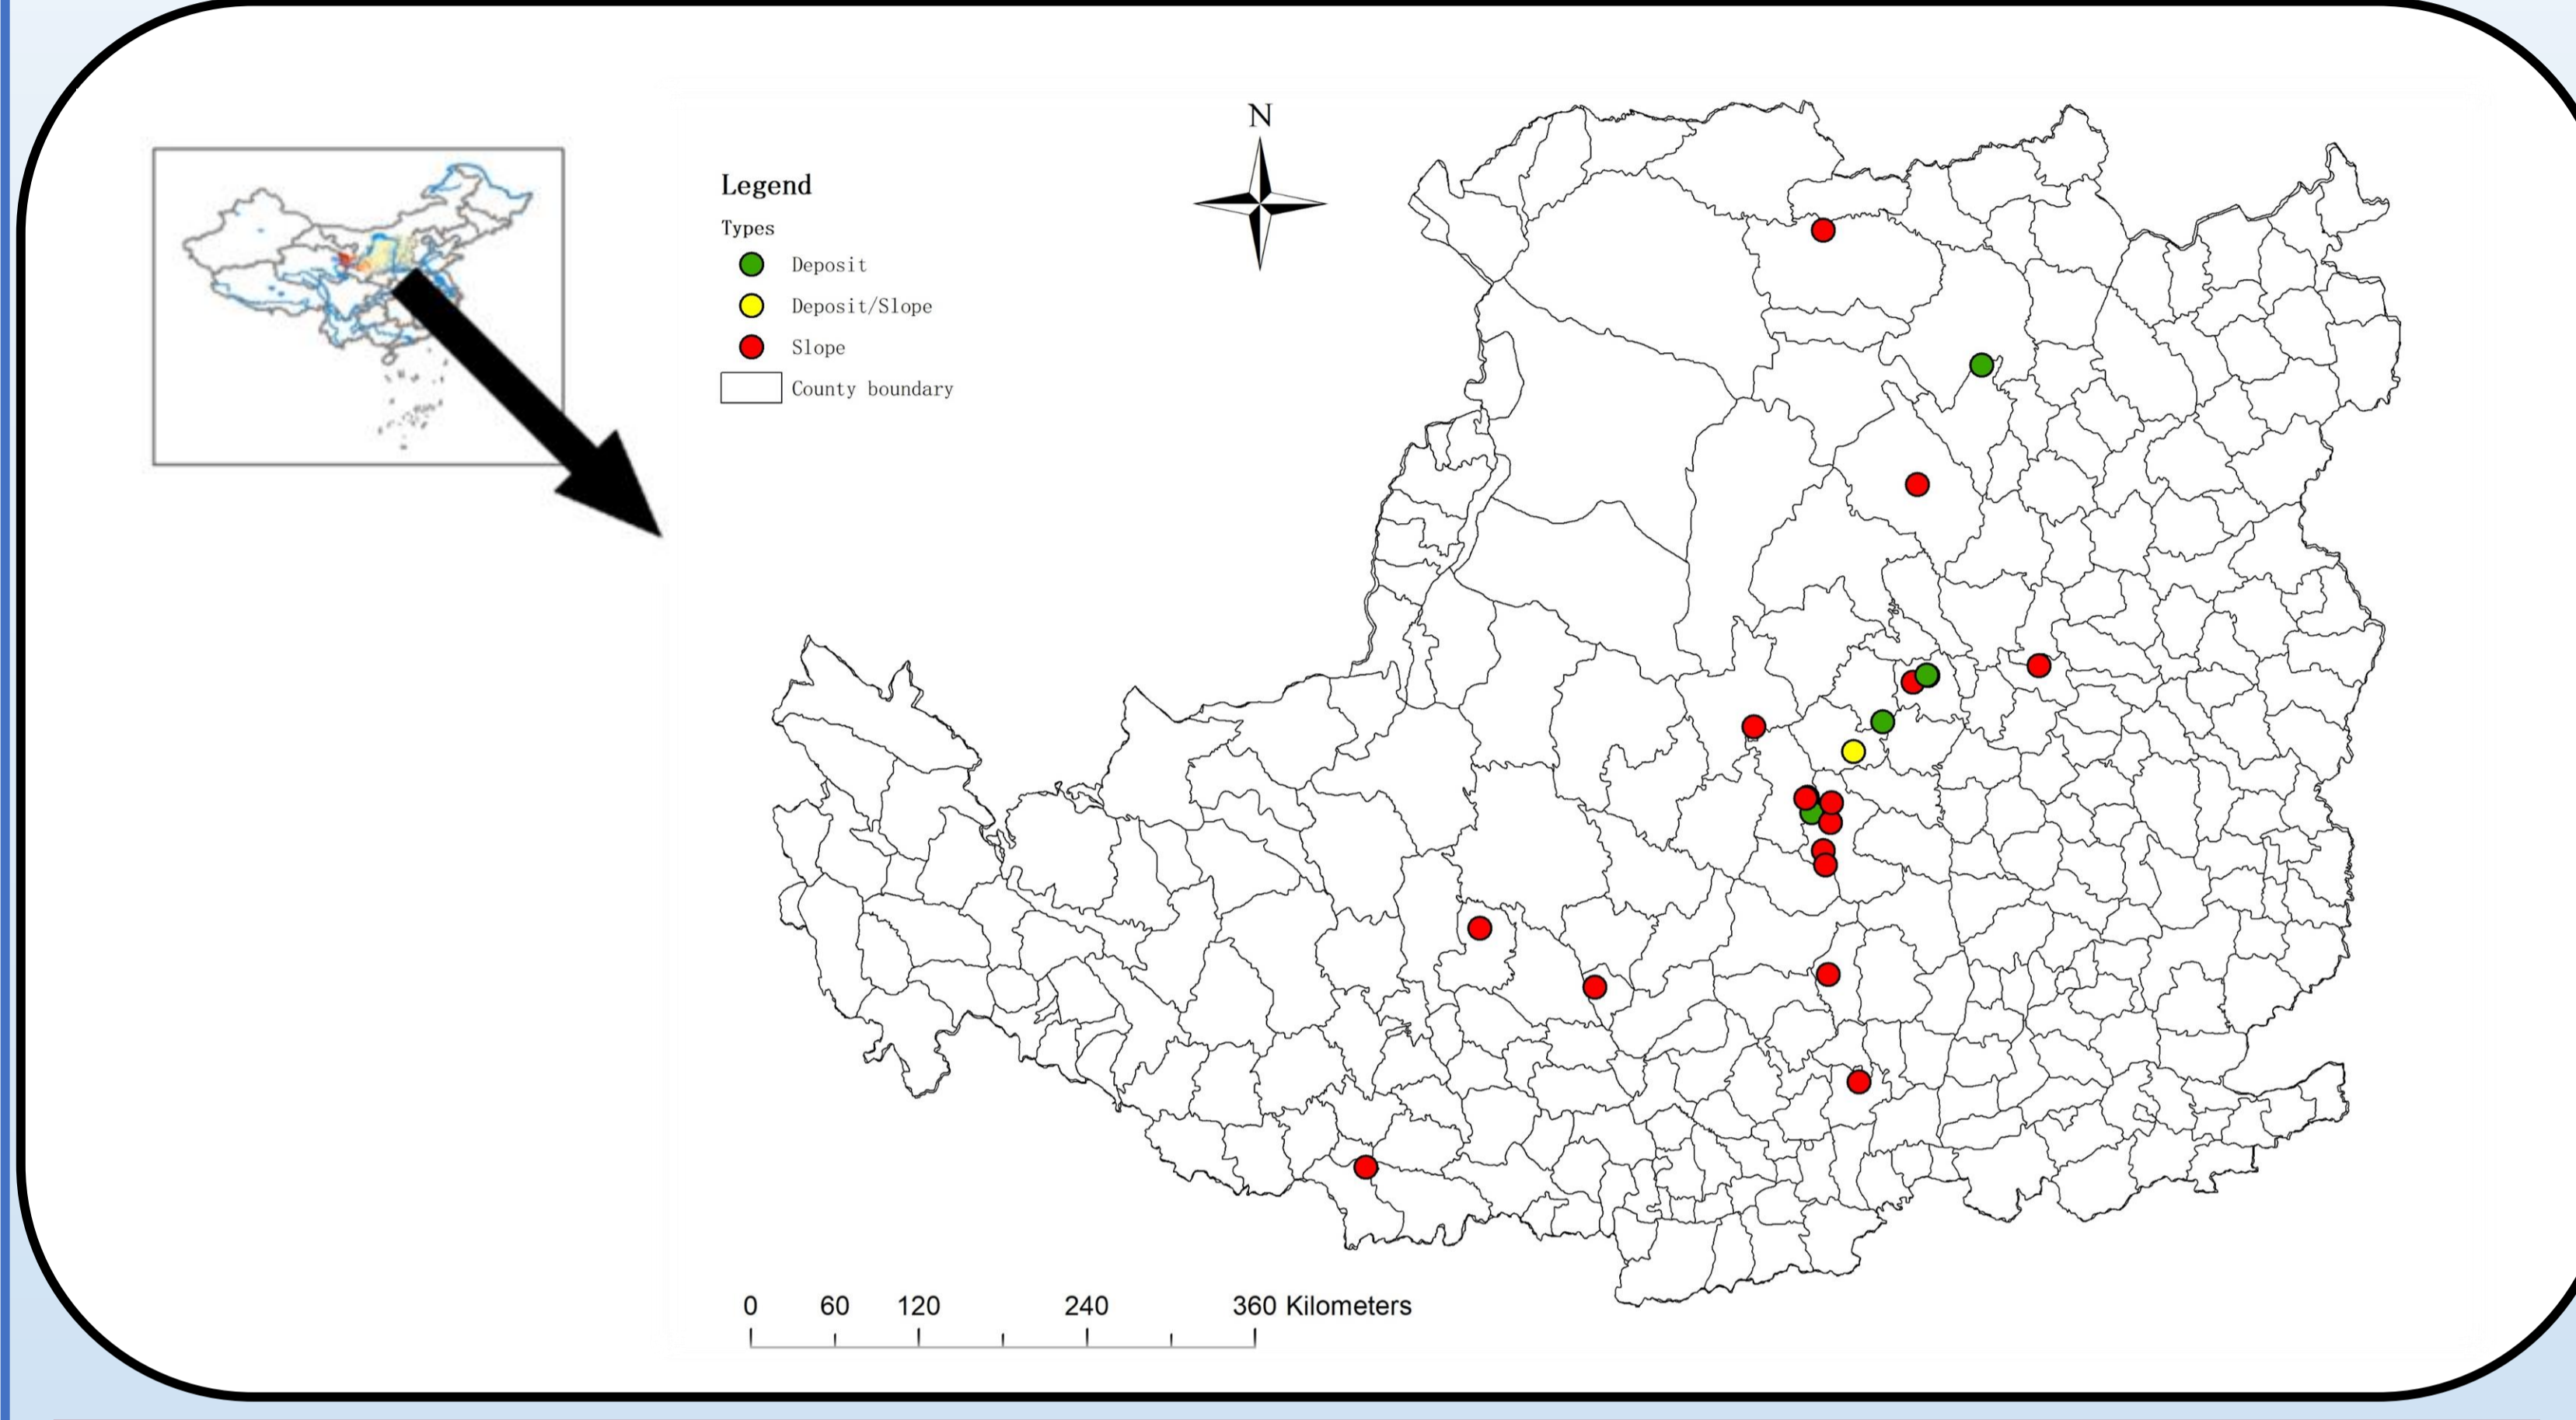 N
Legend
Types
Deposit
Deposit/Slope
Slope
County boundary
0 60 120 240 360 Kilometers